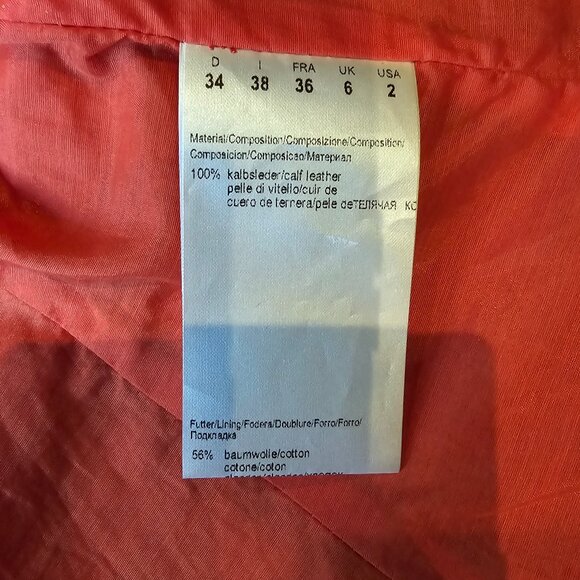 D I FRA UK USA
34 38 36 6 2
Material/Composition/Composizione/Composition/
Composicion/Composicao/Материал
100% kalbsleder/calf leather
pelle di vitello/cuir de
cuero de ternera/pele deТЕЛЯЧАЯ КО
Futter/Lining/Fodera/Doublure/Forro/Forro/
Подкладка
56% baumwolle/cotton
cotone/coton